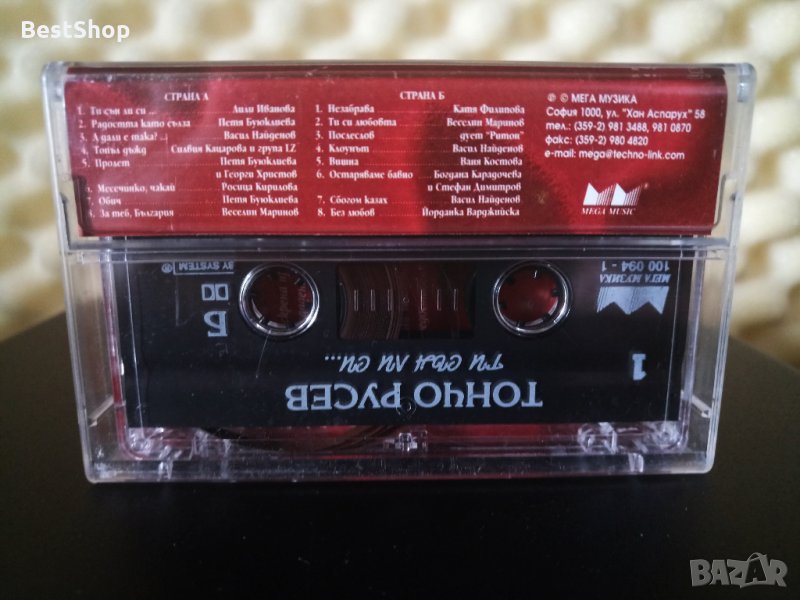 BestShop
СТРАНА А
1. Ти сън ли си ... Лили Иванова
2. Радостта като сълза Петя Буюклиева
3. А дали е така? Васил Найденов
4. Топъл дъжд Силвия Кацарова и група LZ
5. Пролет Петя Буюклиева
и Георги Христов
6. Месечинко, чакай Росица Кирилова
7. Обич Петя Буюклиева
8. За теб, България Веселин Маринов
СТРАНА Б
1. Незабрава Катя Филипова
2. Ти си любовта Веселин Маринов
3. Послеслов дует "Ритон"
4. Клоунът Васил Найденов
5. Вишна Ваня Костова
6. Остаряваме бавно Богдана Карадочева
и Стефан Димитров
7. Сбогом казах Васил Найденов
8. Без любов Йорданка Варджийска
℗ © МЕГА МУЗИКА
София 1000, ул. "Хан Аспарух" 58
тел.: (359-2) 981 3488, 981 0870
факс: (359-2) 980 4820
e-mail: mega@techno-link.com
MEGA MUSIC
BY SYSTEM
МЕГА МУЗИКА
100 094 - 1
Б
1
ТИ СЪН ЛИ СИ...
ТОНЧО РУСЕВ
BAZAR